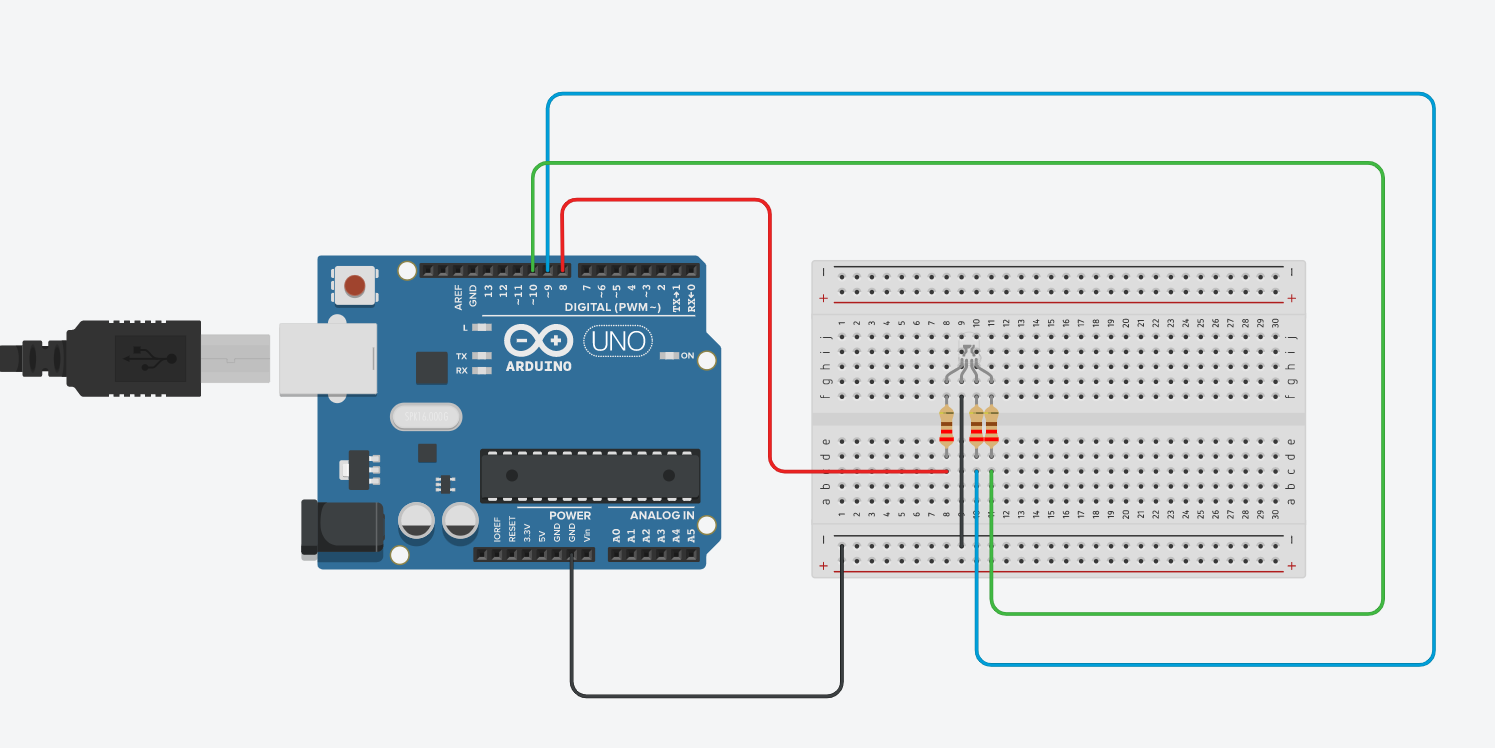 AREF
GND
13
12
~11
~10
~9
8
7
~6
~5
4
~3
2
TX→1
RX←0
DIGITAL (PWM~)
L
TX
RX
ARDUINO
UNO
ON
POWER
ANALOG IN
IOREF
RESET
3.3V
5V
GND
GND
Vin
A0
A1
A2
A3
A4
A5
− −
+ +
1 2 3 4 5 6 7 8 9 10 11 12 13 14 15 16 17 18 19 20 21 22 23 24 25 26 27 28 29 30
j j
i i
h h
g g
f f
e e
d d
c c
b b
a a
1 2 3 4 5 6 7 8 9 10 11 12 13 14 15 16 17 18 19 20 21 22 23 24 25 26 27 28 29 30
− −
+ +